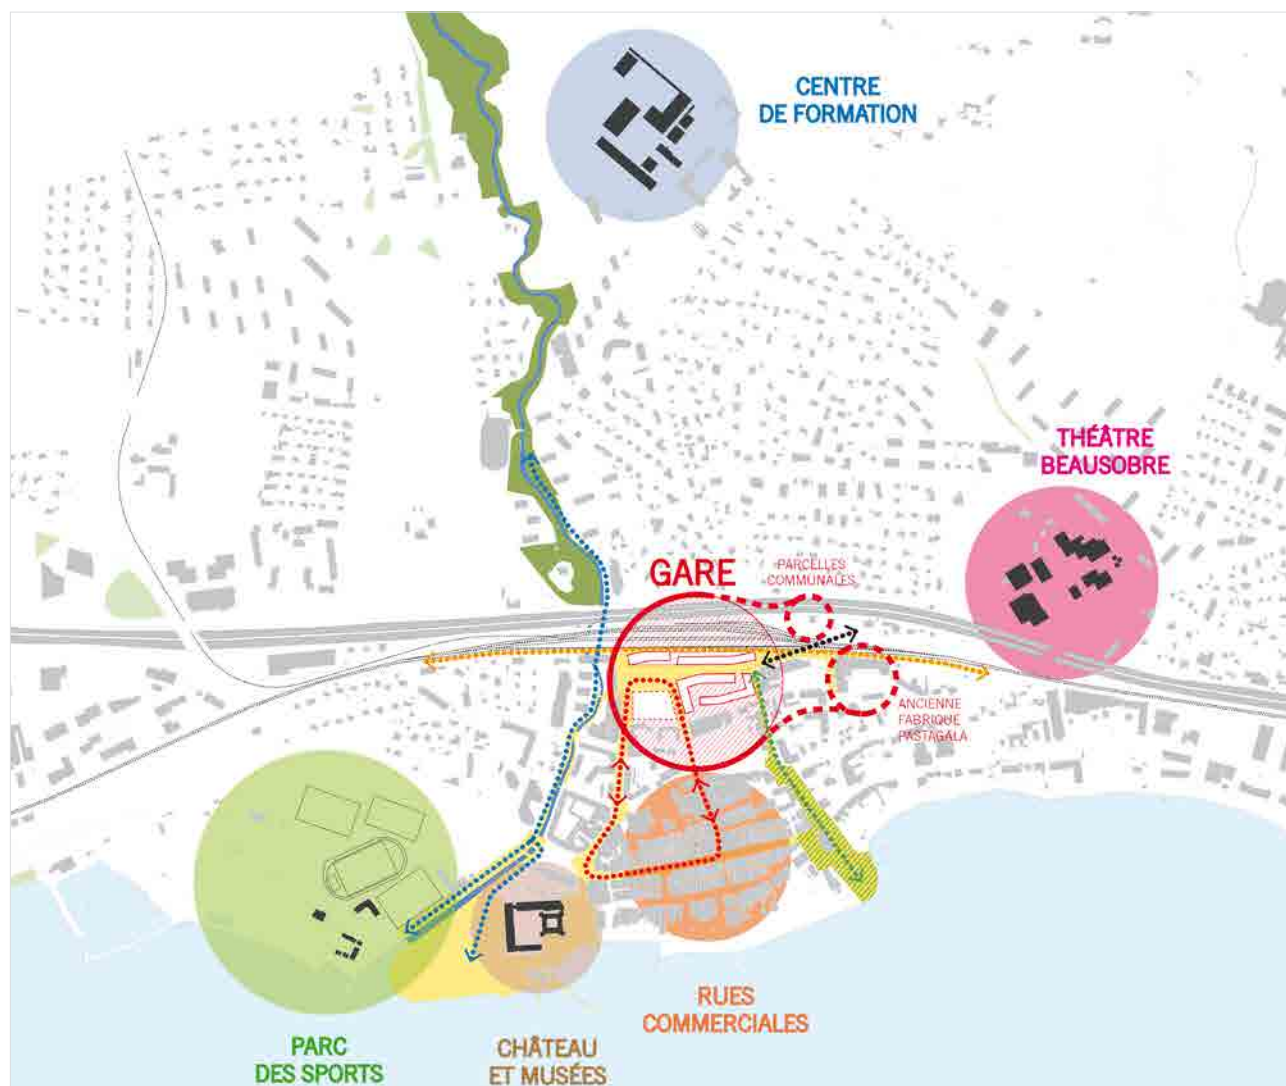 CENTRE
DE FORMATION
THÉÂTRE
BEAUSOBRE
GARE
PARCELLES
COMMUNALES
ANCIENNE
FABRIQUE
PASTAGALA
RUES
COMMERCIALES
PARC
DES SPORTS
CHÂTEAU
ET MUSÉES